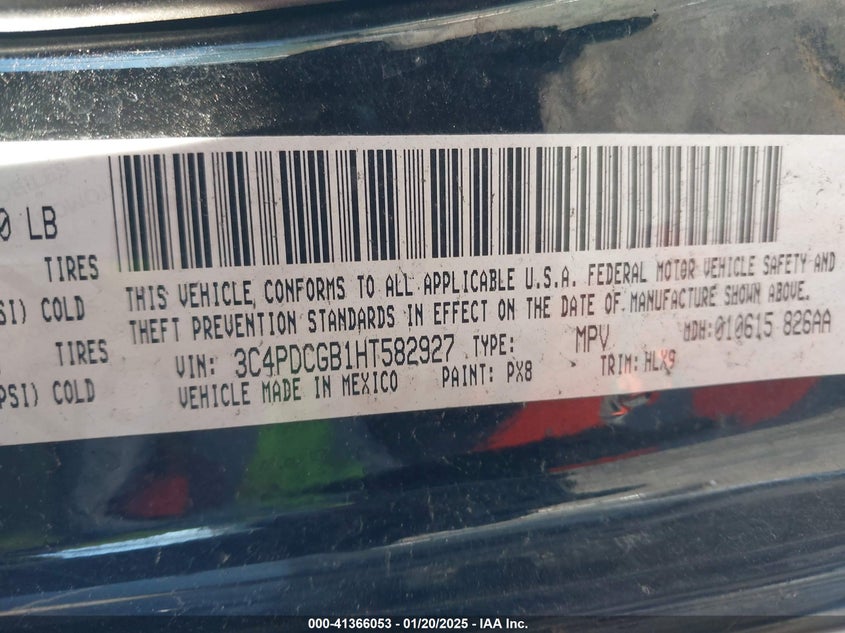 0 LB
TIRES
SI) COLD
TIRES
PSI) COLD
THIS VEHICLE CONFORMS TO ALL APPLICABLE U.S.A. FEDERAL MOTOR VEHICLE SAFETY AND
THEFT PREVENTION STANDARDS IN EFFECT ON THE DATE OF MANUFACTURE SHOWN ABOVE.
VIN: 3C4PDCGB1HT582927 TYPE: MPV MDH: 010615 826AA
VEHICLE MADE IN MEXICO PAINT: PX8 TRIM: HLX9
000-41366053 — 01/20/2025 — IAA Inc.